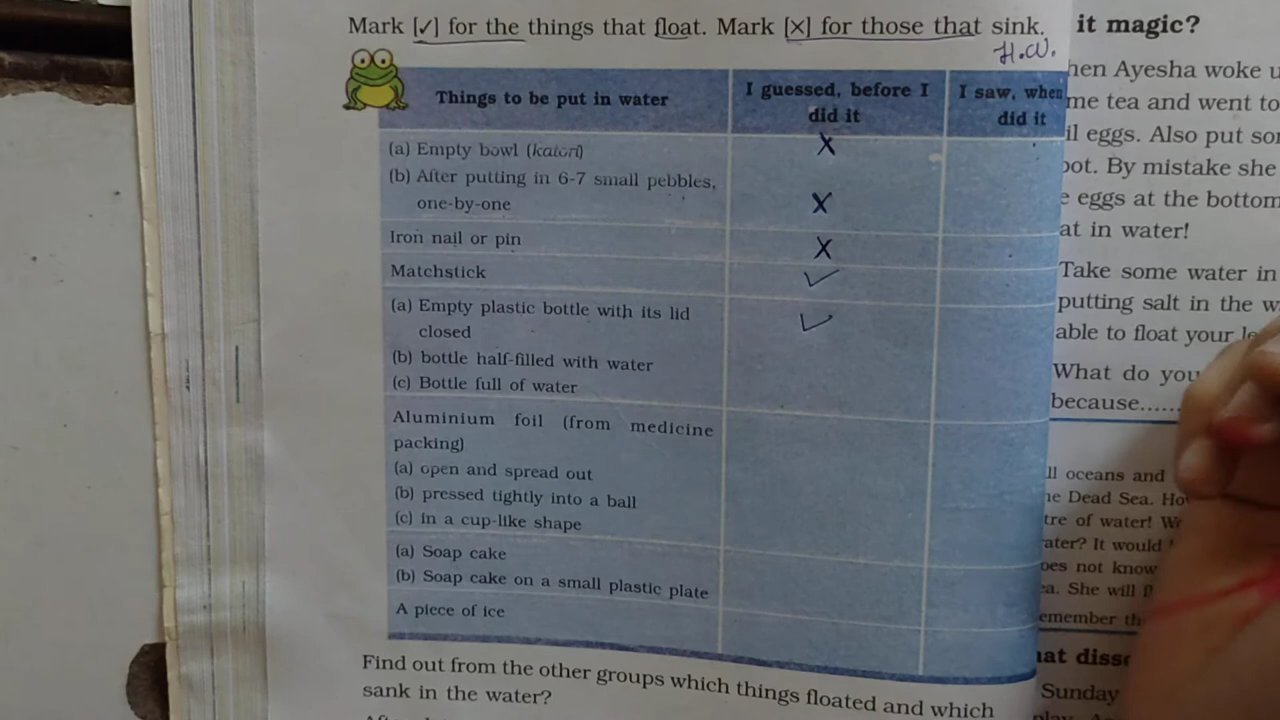 Mark [✓] for the things that float. Mark [×] for those that sink.
H.W.
Things to be put in water
I guessed, before I
did it
I saw, when
did it
(a) Empty bowl (katori)
X
(b) After putting in 6-7 small pebbles,
one-by-one
X
Iron nail or pin
X
Matchstick
✓
(a) Empty plastic bottle with its lid
closed
✓
(b) bottle half-filled with water
(c) Bottle full of water
Aluminium foil (from medicine
packing)
(a) open and spread out
(b) pressed tightly into a ball
(c) in a cup-like shape
(a) Soap cake
(b) Soap cake on a small plastic plate
A piece of ice
Find out from the other groups which things floated and which
sank in the water?
it magic?
hen Ayesha woke u
me tea and went to
il eggs. Also put so
ot. By mistake she
e eggs at the bottom
at in water!
Take some water in
putting salt in the w
able to float your le
What do you
because......
ll oceans and
he Dead Sea. Ho
tre of water! W
ater? It would
oes not know
ea. She will f
emember th
at diss
Sunday